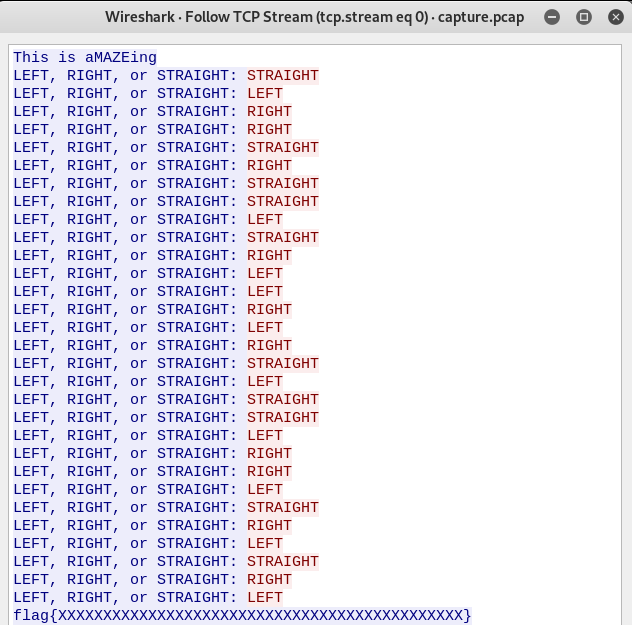 Wireshark · Follow TCP Stream (tcp.stream eq 0) · capture.pcap
This is aMAZEing
LEFT, RIGHT, or STRAIGHT: STRAIGHT
LEFT, RIGHT, or STRAIGHT: LEFT
LEFT, RIGHT, or STRAIGHT: RIGHT
LEFT, RIGHT, or STRAIGHT: RIGHT
LEFT, RIGHT, or STRAIGHT: STRAIGHT
LEFT, RIGHT, or STRAIGHT: RIGHT
LEFT, RIGHT, or STRAIGHT: STRAIGHT
LEFT, RIGHT, or STRAIGHT: STRAIGHT
LEFT, RIGHT, or STRAIGHT: LEFT
LEFT, RIGHT, or STRAIGHT: STRAIGHT
LEFT, RIGHT, or STRAIGHT: RIGHT
LEFT, RIGHT, or STRAIGHT: LEFT
LEFT, RIGHT, or STRAIGHT: LEFT
LEFT, RIGHT, or STRAIGHT: RIGHT
LEFT, RIGHT, or STRAIGHT: LEFT
LEFT, RIGHT, or STRAIGHT: RIGHT
LEFT, RIGHT, or STRAIGHT: STRAIGHT
LEFT, RIGHT, or STRAIGHT: LEFT
LEFT, RIGHT, or STRAIGHT: STRAIGHT
LEFT, RIGHT, or STRAIGHT: STRAIGHT
LEFT, RIGHT, or STRAIGHT: LEFT
LEFT, RIGHT, or STRAIGHT: RIGHT
LEFT, RIGHT, or STRAIGHT: RIGHT
LEFT, RIGHT, or STRAIGHT: LEFT
LEFT, RIGHT, or STRAIGHT: STRAIGHT
LEFT, RIGHT, or STRAIGHT: RIGHT
LEFT, RIGHT, or STRAIGHT: LEFT
LEFT, RIGHT, or STRAIGHT: STRAIGHT
LEFT, RIGHT, or STRAIGHT: RIGHT
LEFT, RIGHT, or STRAIGHT: LEFT
flag{XXXXXXXXXXXXXXXXXXXXXXXXXXXXXXXXXXXXXXXXXXXXX}